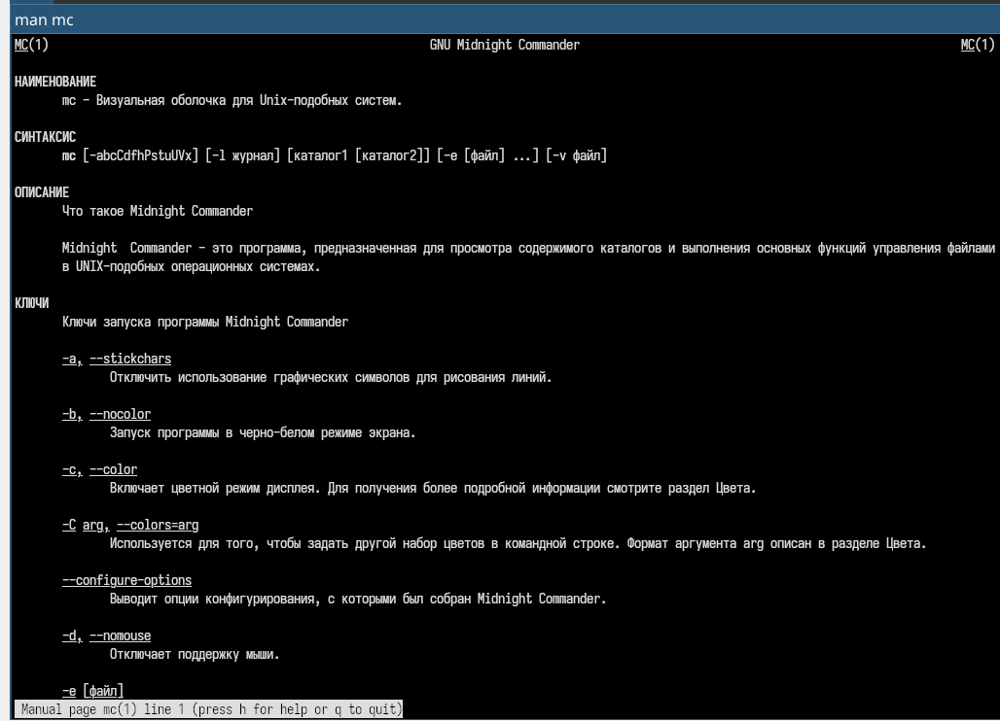 man mc
MC(1) GNU Midnight Commander MC(1)
НАИМЕНОВАНИЕ
mc - Визуальная оболочка для Unix-подобных систем.
СИНТАКСИС
mc [-abcCdfhPstuUVx] [-l журнал] [каталог1 [каталог2]] [-e [файл] ...] [-v файл]
ОПИСАНИЕ
Что такое Midnight Commander
Midnight Commander - это программа, предназначенная для просмотра содержимого каталогов и выполнения основных функций управления файлами
в UNIX-подобных операционных системах.
КЛЮЧИ
Ключи запуска программы Midnight Commander
-a, --stickchars
Отключить использование графических символов для рисования линий.
-b, --nocolor
Запуск программы в черно-белом режиме экрана.
-c, --color
Включает цветной режим дисплея. Для получения более подробной информации смотрите раздел Цвета.
-C arg, --colors=arg
Используется для того, чтобы задать другой набор цветов в командной строке. Формат аргумента arg описан в разделе Цвета.
--configure-options
Выводит опции конфигурирования, с которыми был собран Midnight Commander.
-d, --nomouse
Отключает поддержку мыши.
-e [файл]
Manual page mc(1) line 1 (press h for help or q to quit)